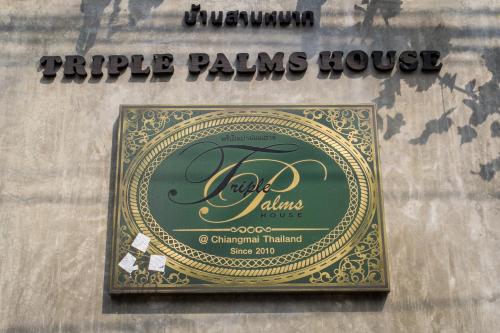 บ้านสามหมาก
TRIPLE PALMS HOUSE
Triple
Palms
HOUSE
@ Chiangmai Thailand
Since 2010